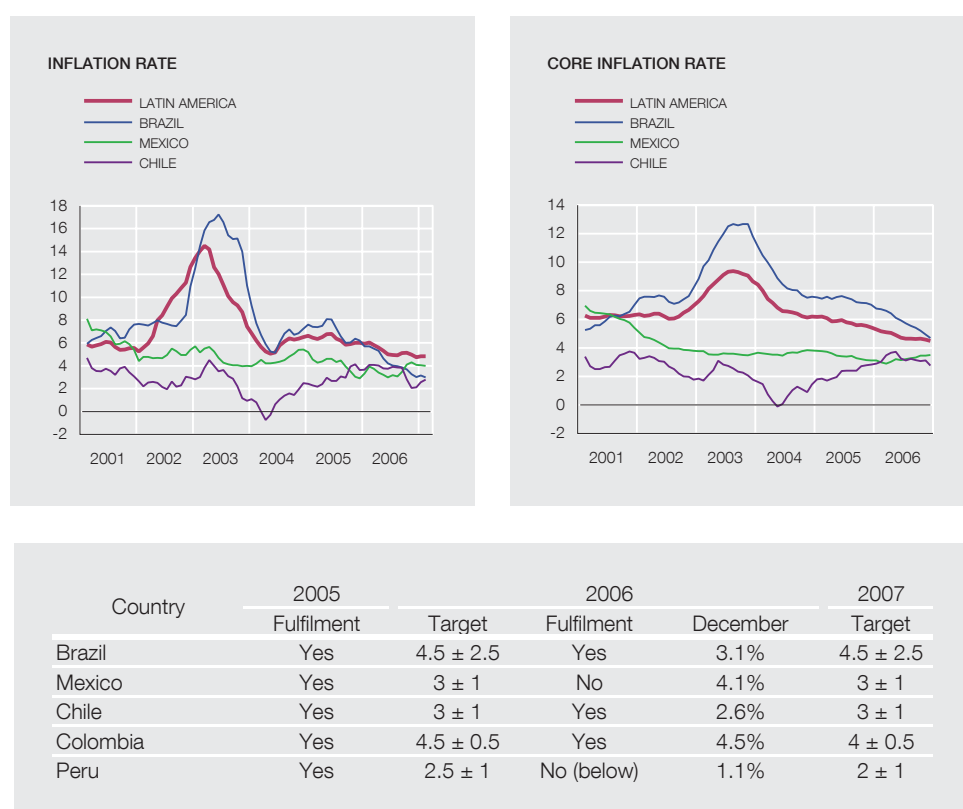 INFLATION RATE
LATIN AMERICA
BRAZIL
MEXICO
CHILE
18
16
14
12
10
8
6
4
2
0
-2
2001 2002 2003 2004 2005 2006
CORE INFLATION RATE
LATIN AMERICA
BRAZIL
MEXICO
CHILE
14
12
10
8
6
4
2
0
-2
2001 2002 2003 2004 2005 2006
Country 2005 2006 2007
Fulfilment Target Fulfilment December Target
Brazil Yes 4.5 ± 2.5 Yes 3.1% 4.5 ± 2.5
Mexico Yes 3 ± 1 No 4.1% 3 ± 1
Chile Yes 3 ± 1 Yes 2.6% 3 ± 1
Colombia Yes 4.5 ± 0.5 Yes 4.5% 4 ± 0.5
Peru Yes 2.5 ± 1 No (below) 1.1% 2 ± 1